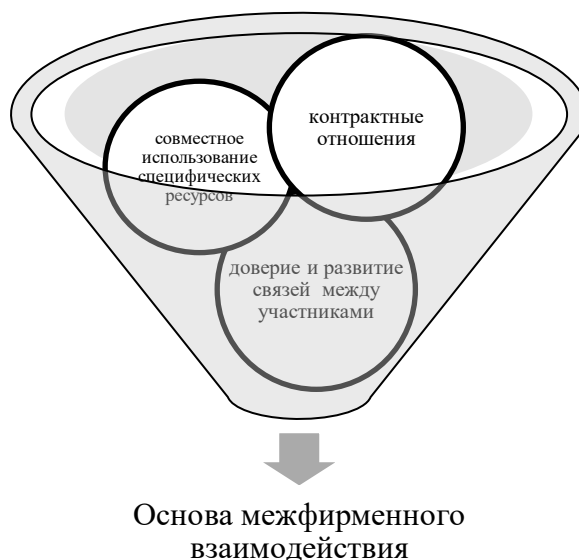 совместное
использование
специфических
ресурсов
контрактные
отношения
доверие и развитие
связей между
участниками
Основа межфирменного
взаимодействия